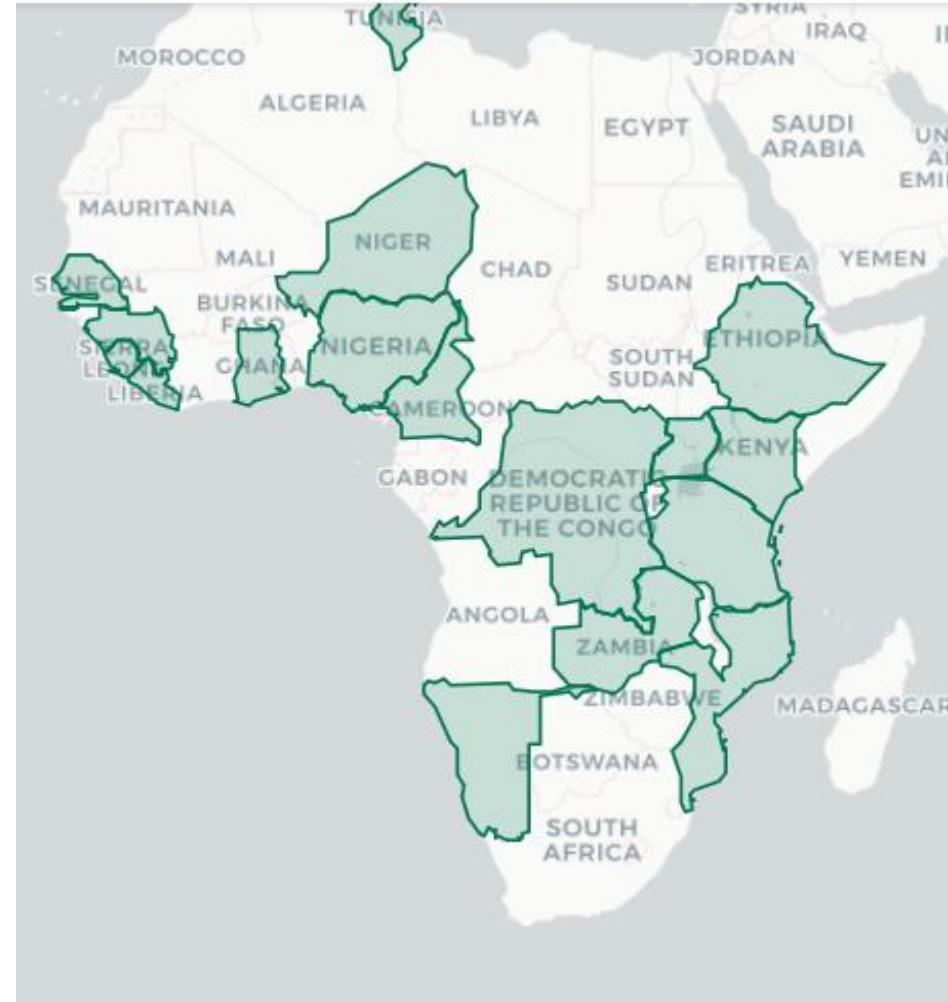 TUNISIA
SYRIA
IRAQ
MOROCCO
JORDAN
ALGERIA
LIBYA
EGYPT
SAUDI
ARABIA
UN
A
EMI
MAURITANIA
NIGER
MALI
CHAD
ERITREA
YEMEN
SENEGAL
SUDAN
BURKINA
FASO
NIGERIA
ETHIOPIA
SIERRA
LEONE
GHANA
SOUTH
SUDAN
LIBERIA
CAMEROON
KENYA
GABON
DEMOCRATIC
REPUBLIC OF
THE CONGO
ANGOLA
ZAMBIA
ZIMBABWE
MADAGASCAR
BOTSWANA
SOUTH
AFRICA